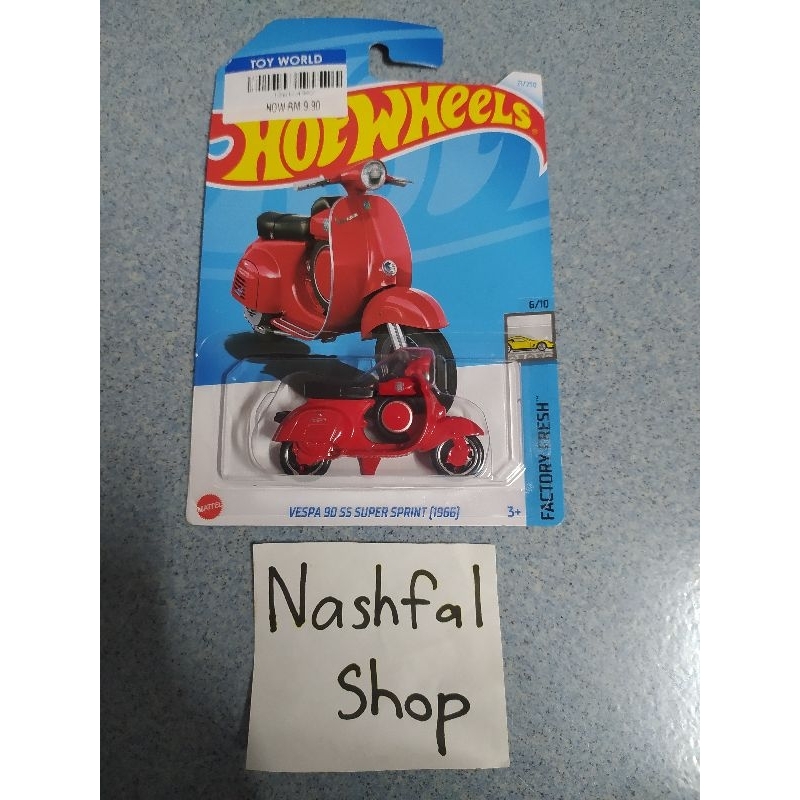 TOY WORLD
NOW RM 9.90
HOT WHEELS
6/10
FACTORY FRESH™
MATTEL
VESPA 90 SS SUPER SPRINT (1966)
3+
Nashfal
Shop